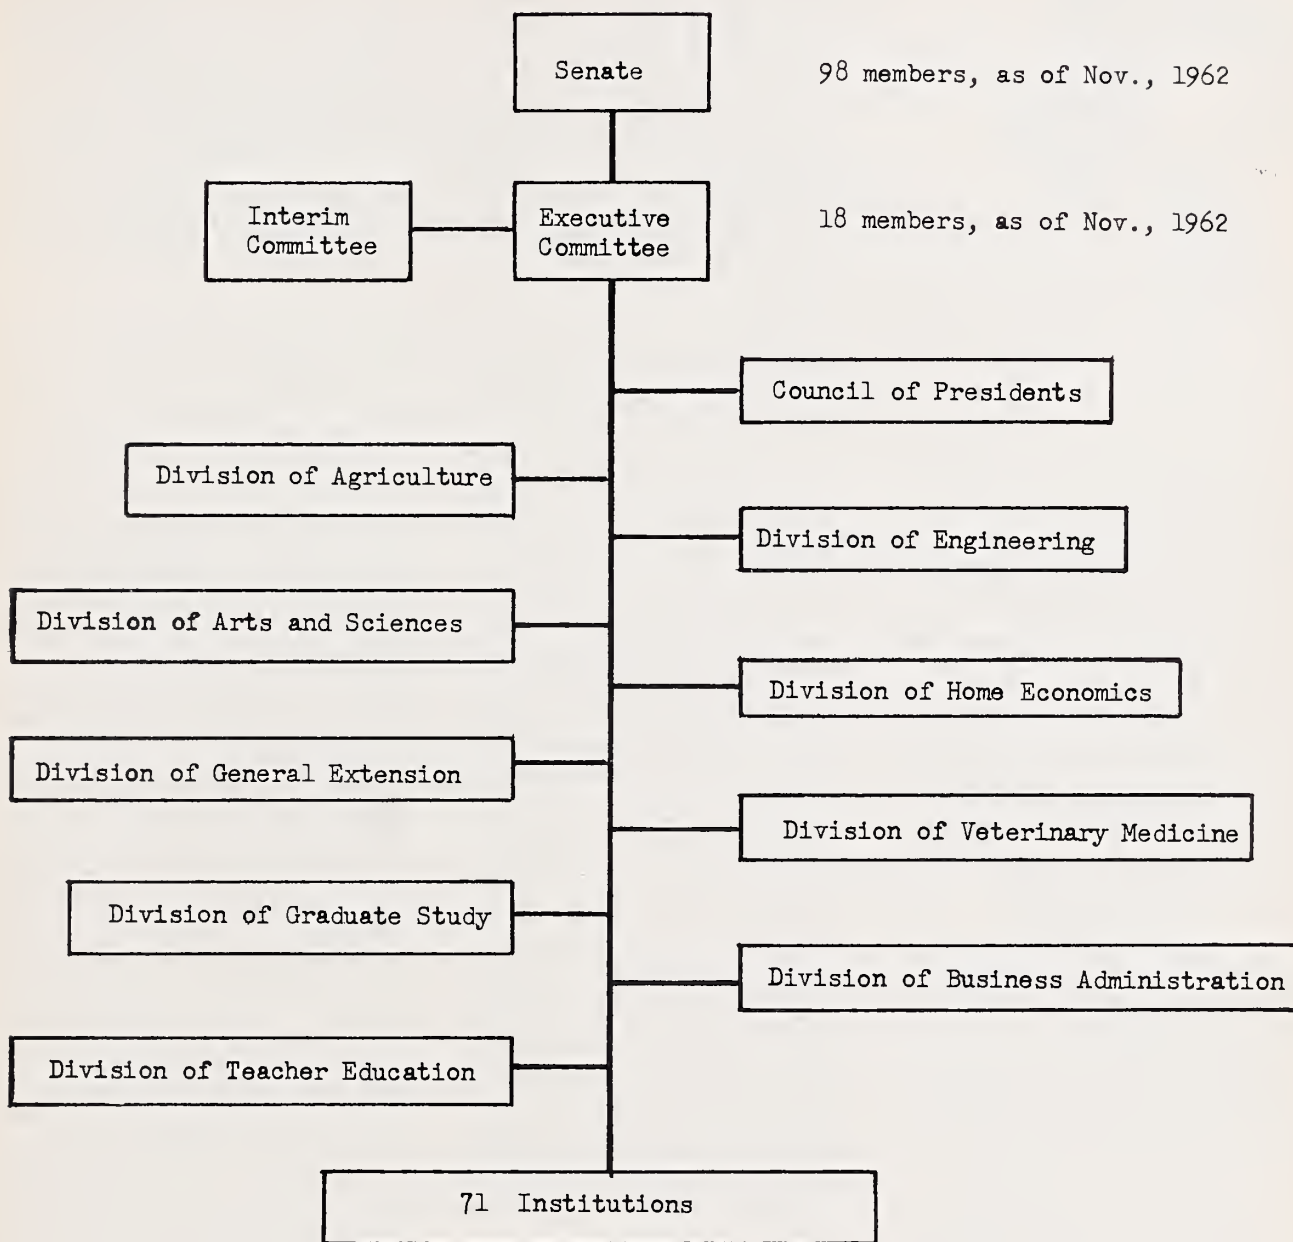 Senate
98 members, as of Nov., 1962
Interim
Committee
Executive
Committee
18 members, as of Nov., 1962
Council of Presidents
Division of Agriculture
Division of Engineering
Division of Arts and Sciences
Division of Home Economics
Division of General Extension
Division of Veterinary Medicine
Division of Graduate Study
Division of Business Administration
Division of Teacher Education
71 Institutions